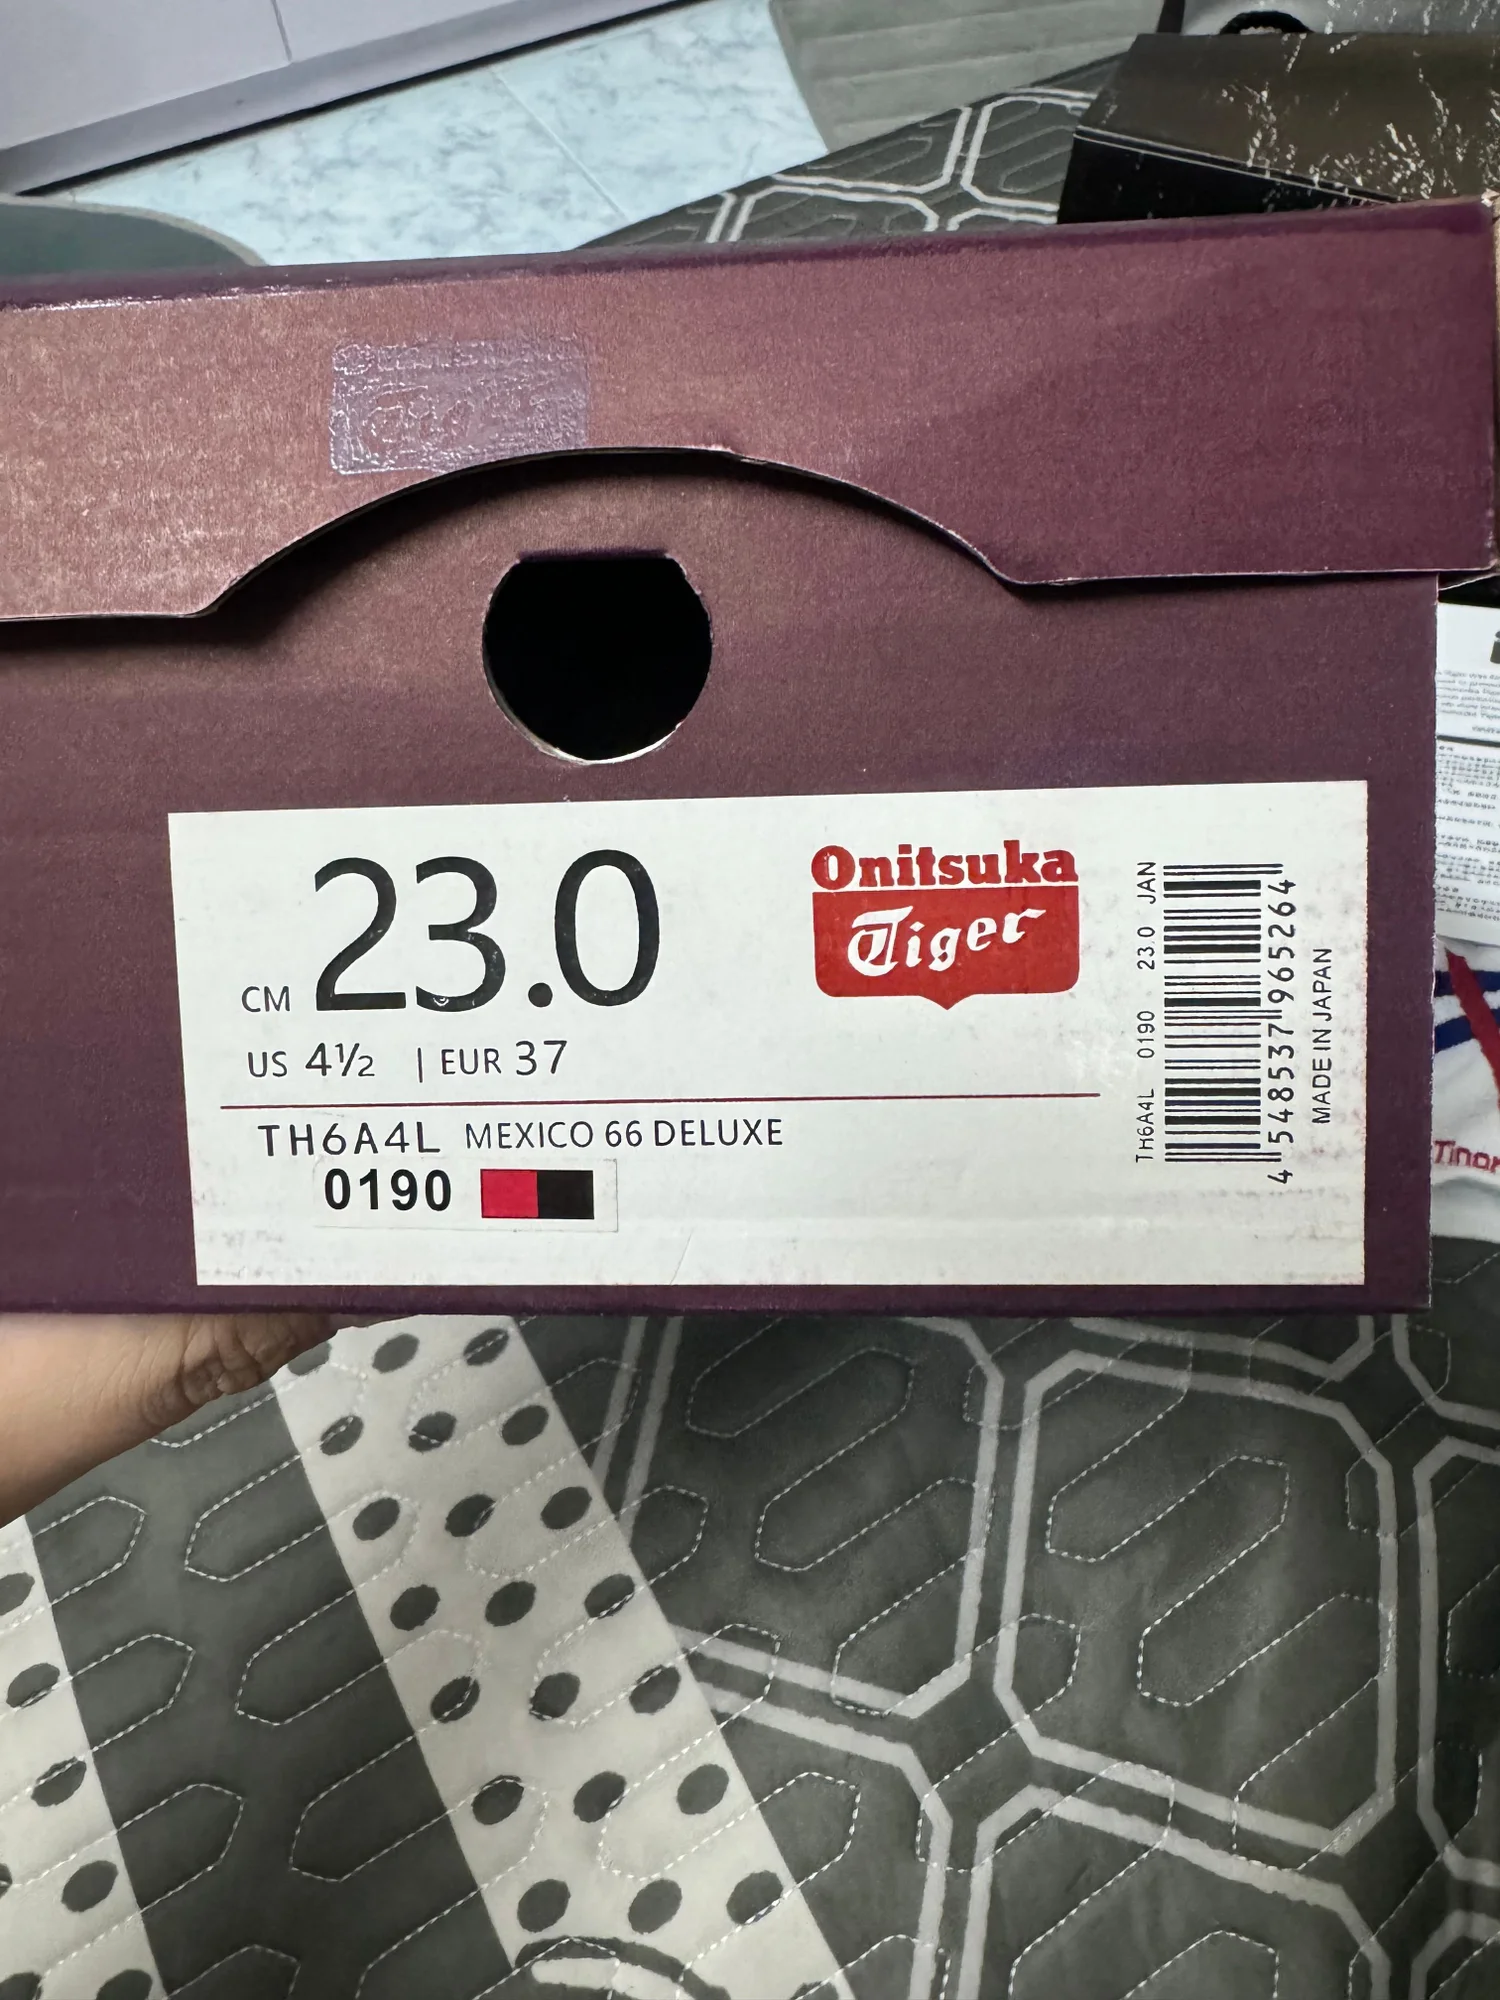 CM 23.0
US 4½ | EUR 37
TH6A4L MEXICO 66 DELUXE
0190
Onitsuka
Tiger
TH6A4L 0190 23.0 JAN
4 548537 965264
MADE IN JAPAN